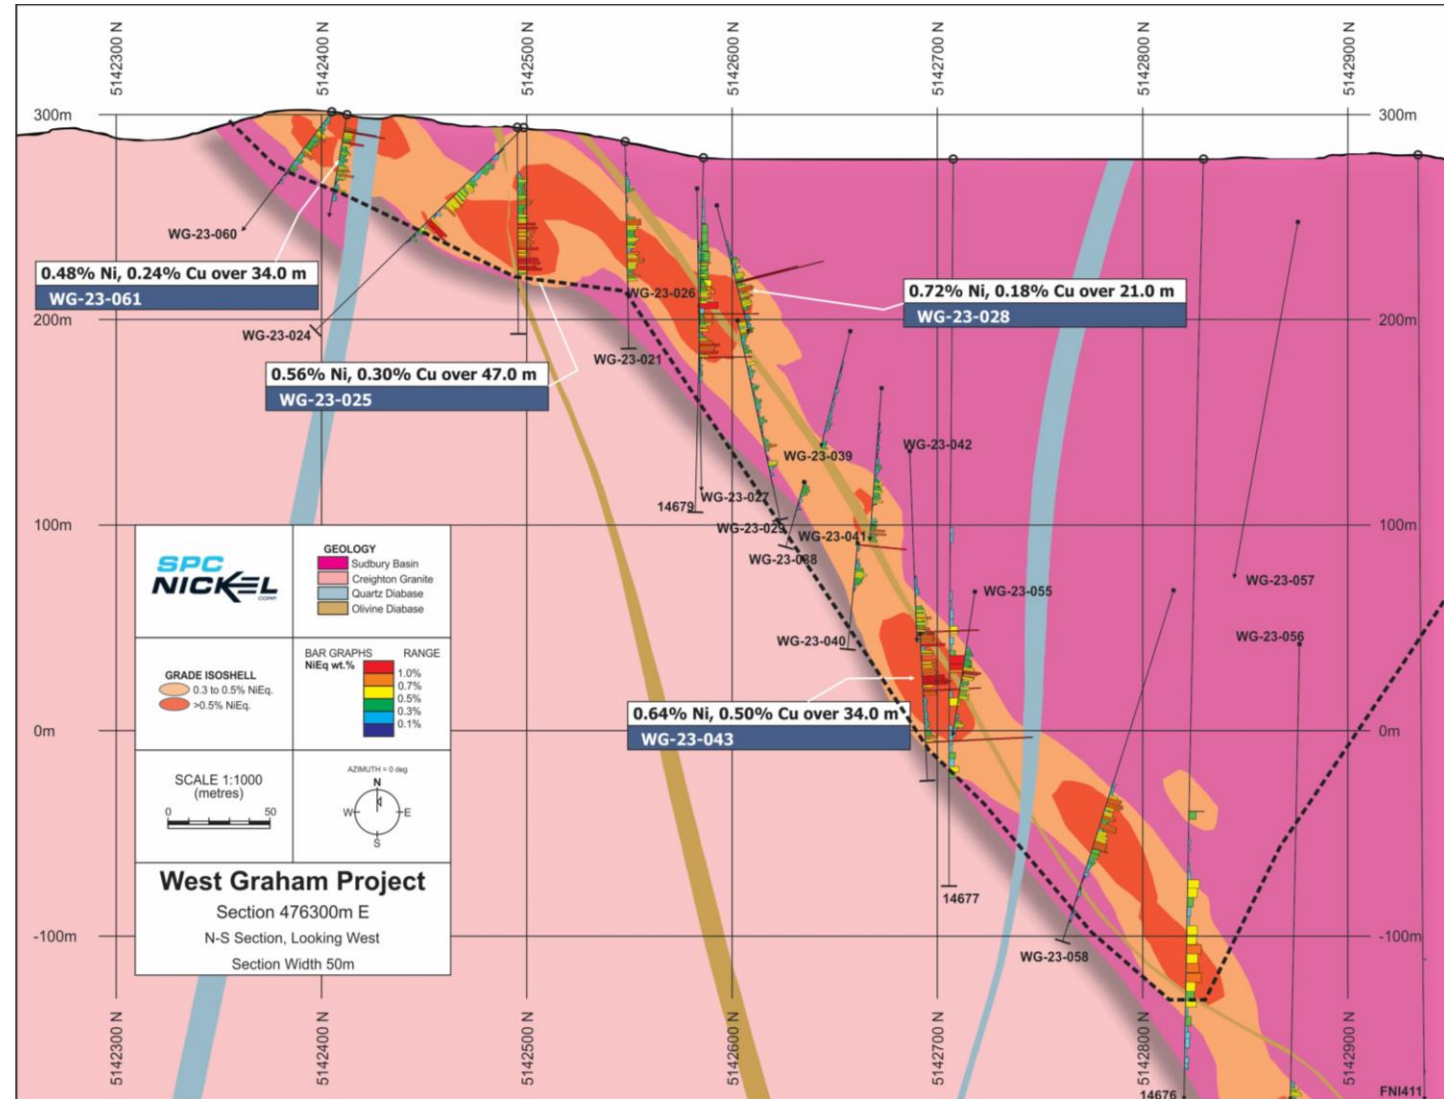 5142300 N
5142400 N
5142500 N
5142600 N
5142700 N
5142800 N
5142900 N
300m
300m
WG-23-060
0.48% Ni, 0.24% Cu over 34.0 m
WG-23-061
WG-23-026
0.72% Ni, 0.18% Cu over 21.0 m
WG-23-028
200m
200m
WG-23-024
WG-23-021
0.56% Ni, 0.30% Cu over 47.0 m
WG-23-025
WG-23-042
WG-23-039
WG-23-027
14679
100m
100m
WG-23-029
WG-23-041
WG-23-038
WG-23-057
WG-23-055
WG-23-056
WG-23-040
SPC
NICKEL
CORP.
GEOLOGY
Sudbury Basin
Creighton Granite
Quartz Diabase
Olivine Diabase
GRADE ISOSHELL
0.3 to 0.5% NiEq.
>0.5% NiEq.
BAR GRAPHS
RANGE
NiEq wt.%
1.0%
0.7%
0.5%
0.3%
0.1%
0.64% Ni, 0.50% Cu over 34.0 m
WG-23-043
0m
0m
SCALE 1:1000
(metres)
0
50
AZIMUTH = 0 deg
N
W
E
S
West Graham Project
Section 476300m E
N-S Section, Looking West
Section Width 50m
14677
-100m
-100m
WG-23-058
5142300 N
5142400 N
5142500 N
5142600 N
5142700 N
5142800 N
5142900 N
14676
FNI411